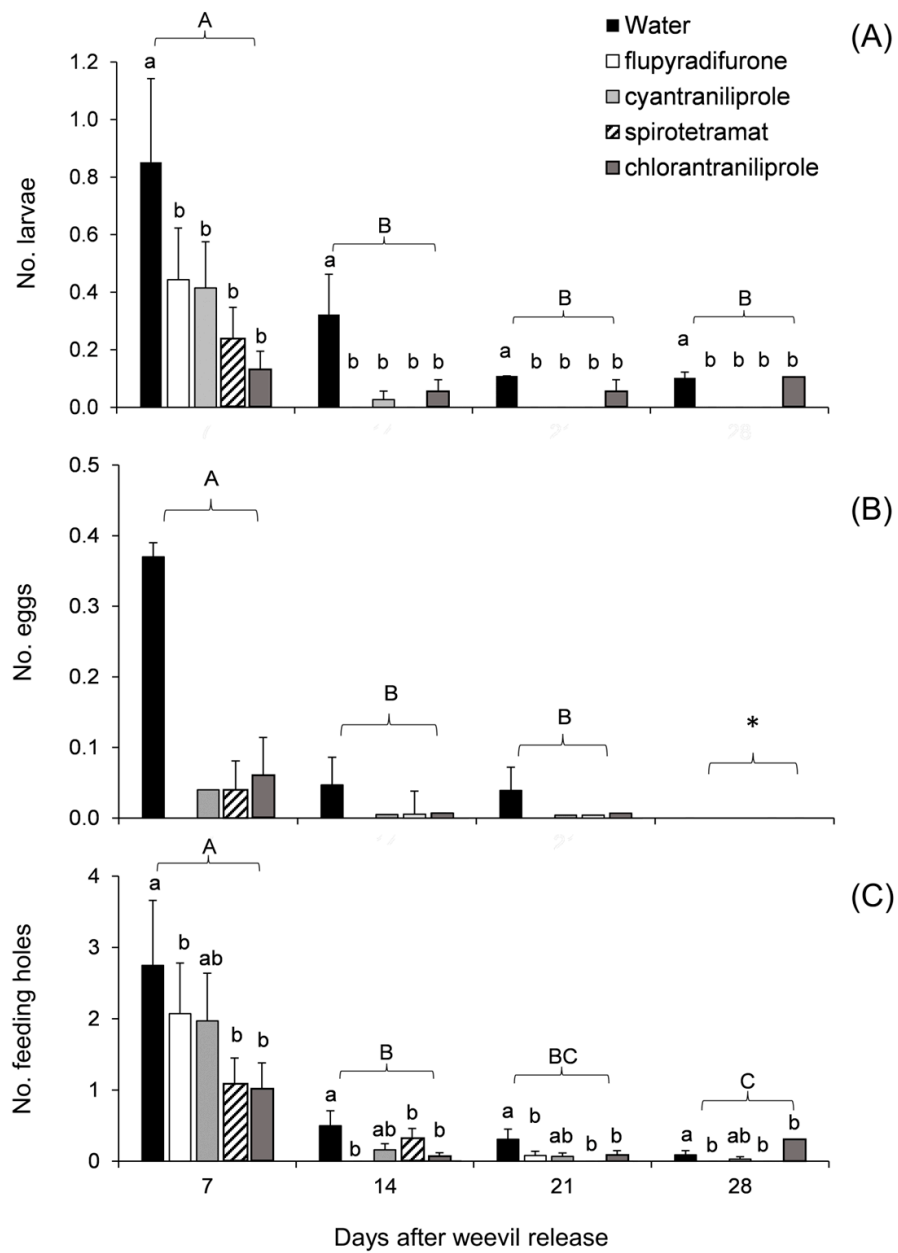 A
Water
(A)
flupyradifurone
cyantraniliprole
spirotetramat
chlorantraniliprole
1.2
1.0
0.8
0.6
0.4
0.2
0.0
No. larvae
a
b
b
b
b
B
a
b
b
b
b
B
a
b
b
b
b
B
a
b
b
b
b
28
(B)
0.5
0.4
0.3
0.2
0.1
0.0
No. eggs
A
B
B
*
(C)
4
3
2
1
0
No. feeding holes
A
a
b
ab
b
b
B
a
b
ab
b
b
BC
a
b
ab
b
b
C
a
b
ab
b
b
7
14
21
28
Days after weevil release